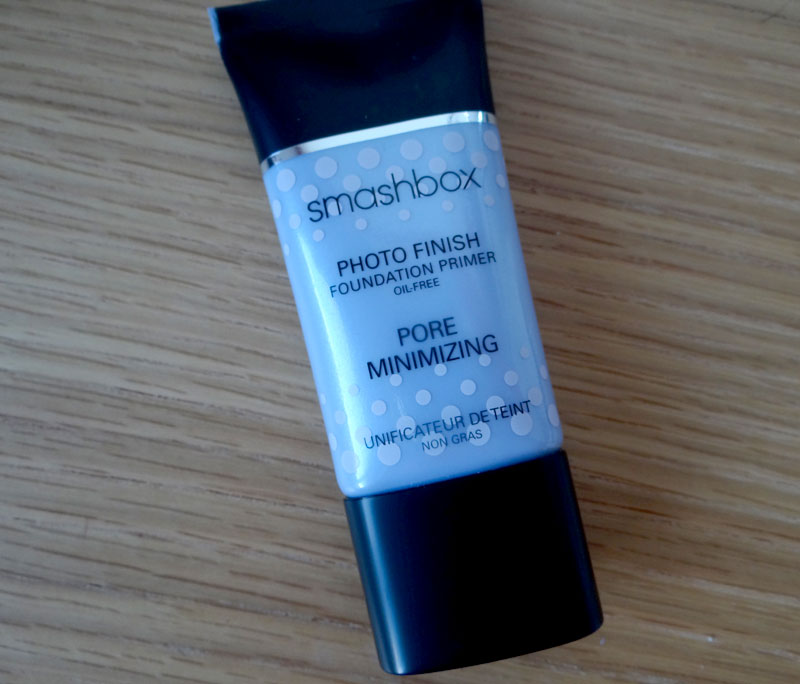 smashbox
PHOTO FINISH
FOUNDATION PRIMER
OIL-FREE
PORE
MINIMIZING
UNIFICATEUR DE TEINT
NON GRAS